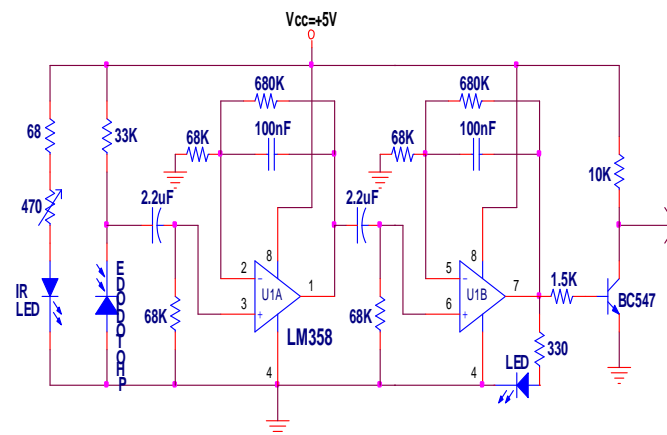 Vcc=+5V
680K
680K
68
33K
68K
100nF
68K
100nF
10K
470
2.2uF
2.2uF
8
8
2
1
5
7
1.5K
IR
LED
PHOTODIODE
U1A
U1B
BC547
3
6
68K
LM358
68K
330
4
4
LED